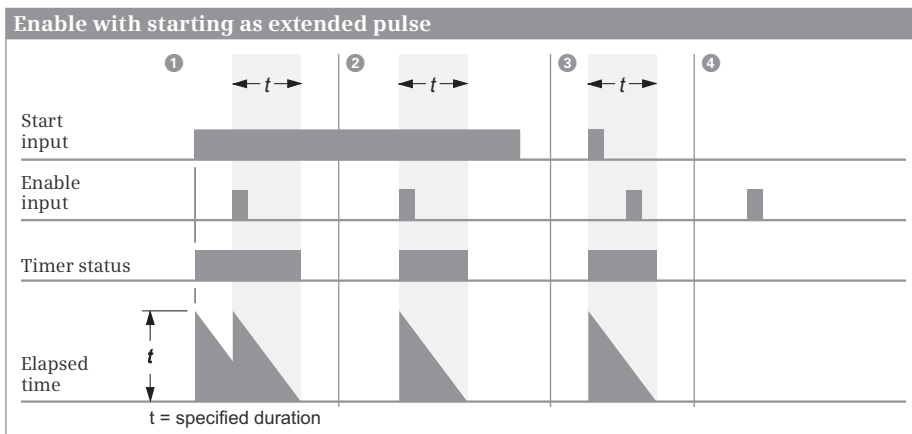 Enable with starting as extended pulse
1 2 3 4
t t t
Start
input
Enable
input
Timer status
t
Elapsed
time
t = specified duration